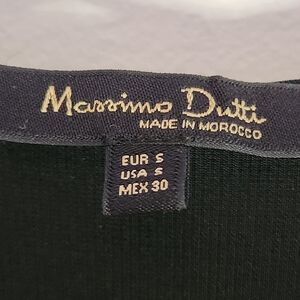 Massimo Dutti
MADE IN MOROCCO
EUR S
USA S
MEX 30